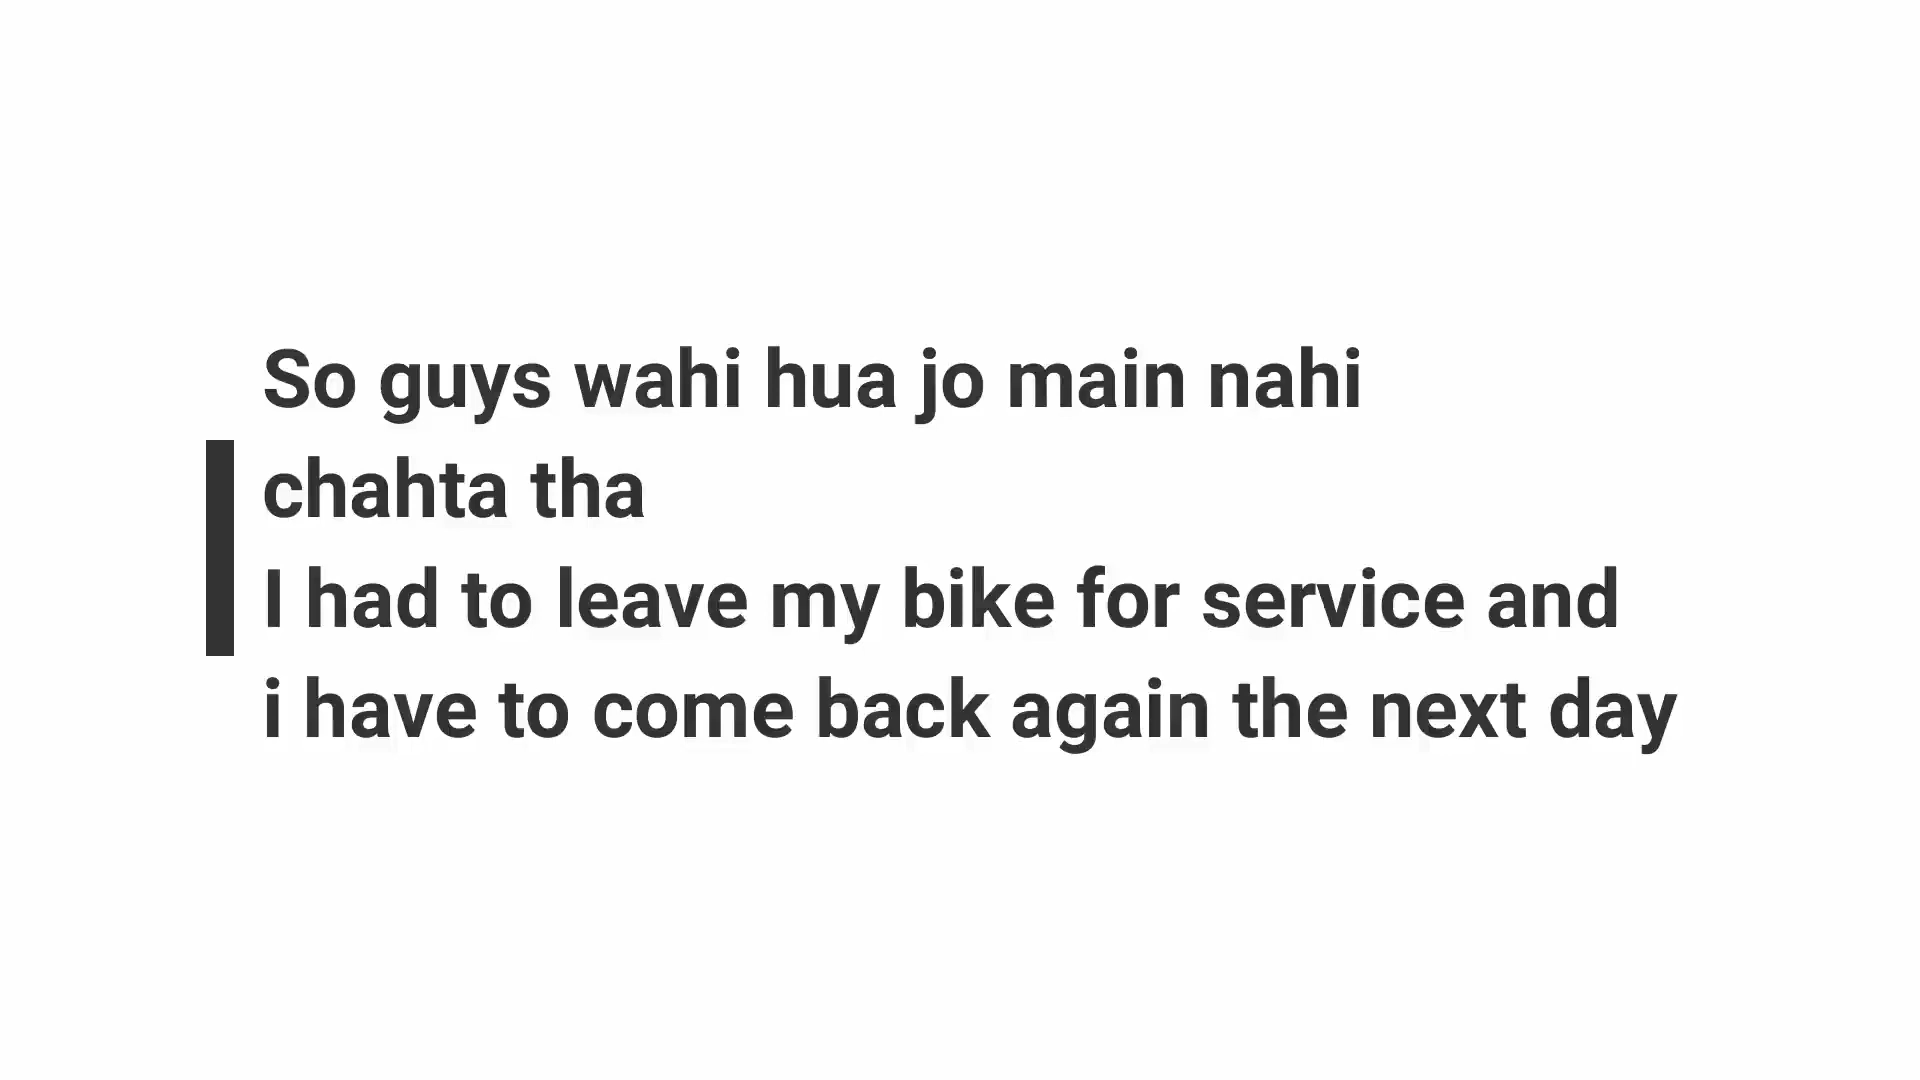 So guys wahi hua jo main nahi
chahta tha
I had to leave my bike for service and
i have to come back again the next day